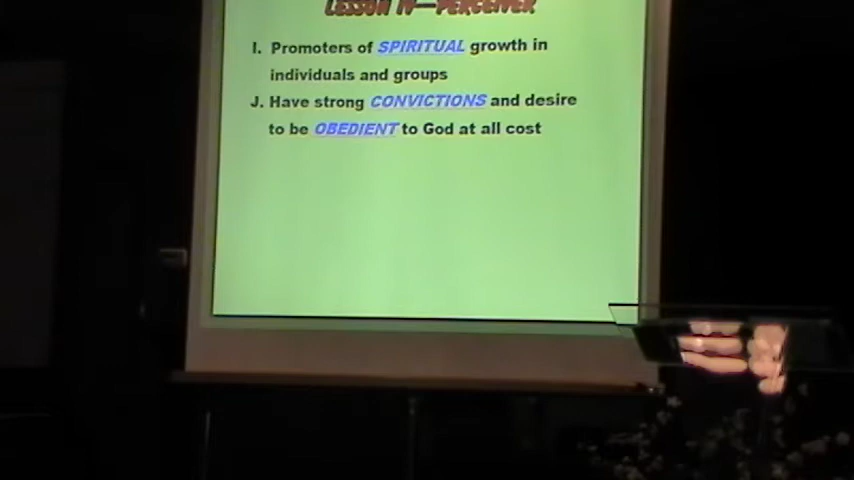 LESSON IV—PERCEIVER
I. Promoters of SPIRITUAL growth in
individuals and groups
J. Have strong CONVICTIONS and desire
to be OBEDIENT to God at all cost